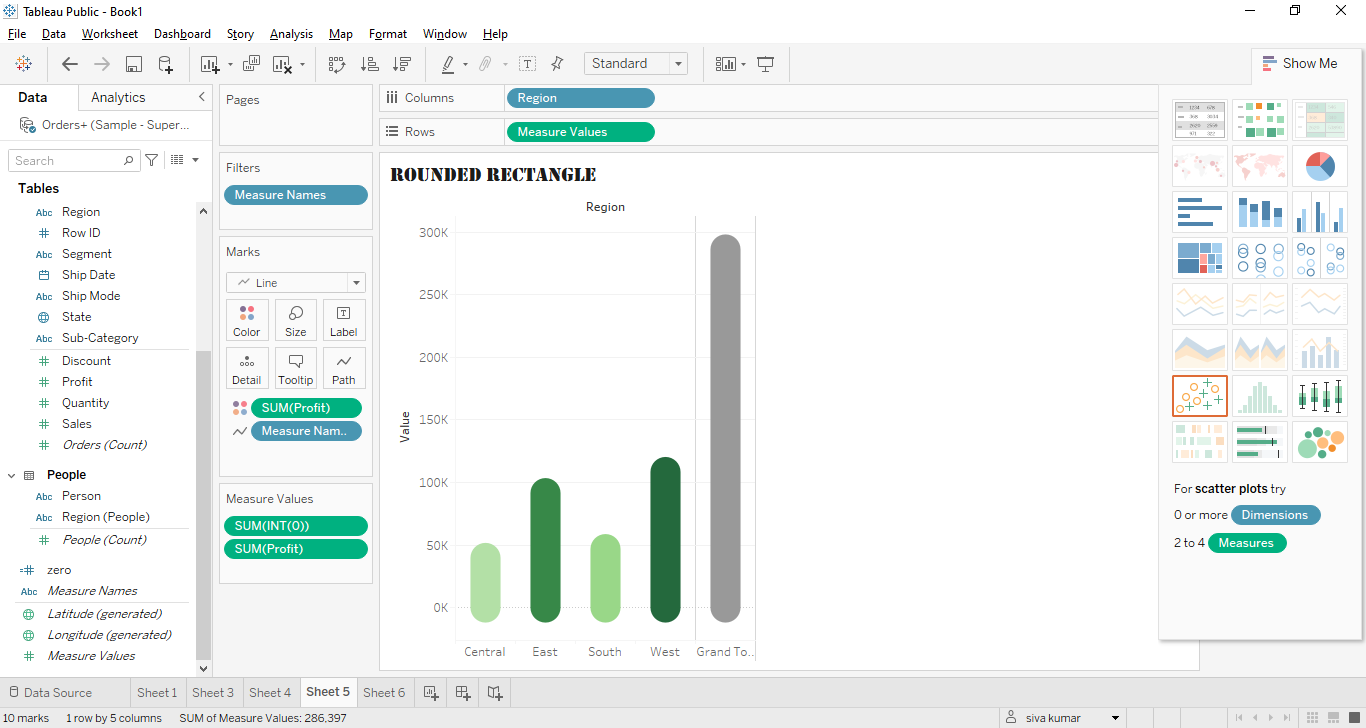 Tableau Public - Book1
File Data Worksheet Dashboard Story Analysis Map Format Window Help
Standard
Show Me
Data Analytics
Orders+ (Sample - Super...
Search
Tables
Abc Region
# Row ID
Abc Segment
Ship Date
Abc Ship Mode
State
Abc Sub-Category
# Discount
# Profit
# Quantity
# Sales
# Orders (Count)
People
Abc Person
Abc Region (People)
# People (Count)
=# zero
Abc Measure Names
Latitude (generated)
Longitude (generated)
# Measure Values
Pages
Filters
Measure Names
Marks
Line
Color Size Label
Detail Tooltip Path
SUM(Profit)
Measure Nam..
Measure Values
SUM(INT(0))
SUM(Profit)
Columns Region
Rows Measure Values
ROUNDED RECTANGLE
Region
300K
250K
200K
150K
100K
50K
0K
Value
Central East South West Grand To..
For scatter plots try
0 or more Dimensions
2 to 4 Measures
Data Source Sheet 1 Sheet 3 Sheet 4 Sheet 5 Sheet 6
10 marks 1 row by 5 columns SUM of Measure Values: 286,397
siva kumar